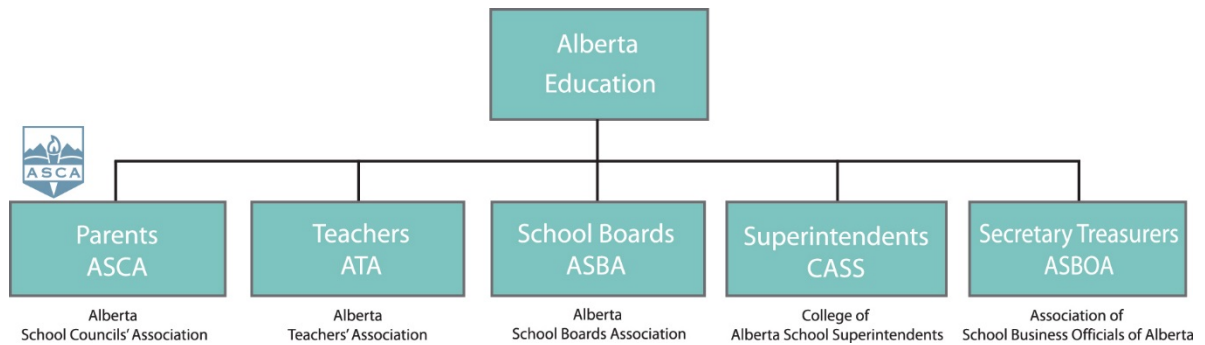 Alberta
Education
ASCA
Parents
ASCA
Teachers
ATA
School Boards
ASBA
Superintendents
CASS
Secretary Treasurers
ASBOA
Alberta
School Councils’ Association
Alberta
Teachers’ Association
Alberta
School Boards Association
College of
Alberta School Superintendents
Association of
School Business Officials of Alberta